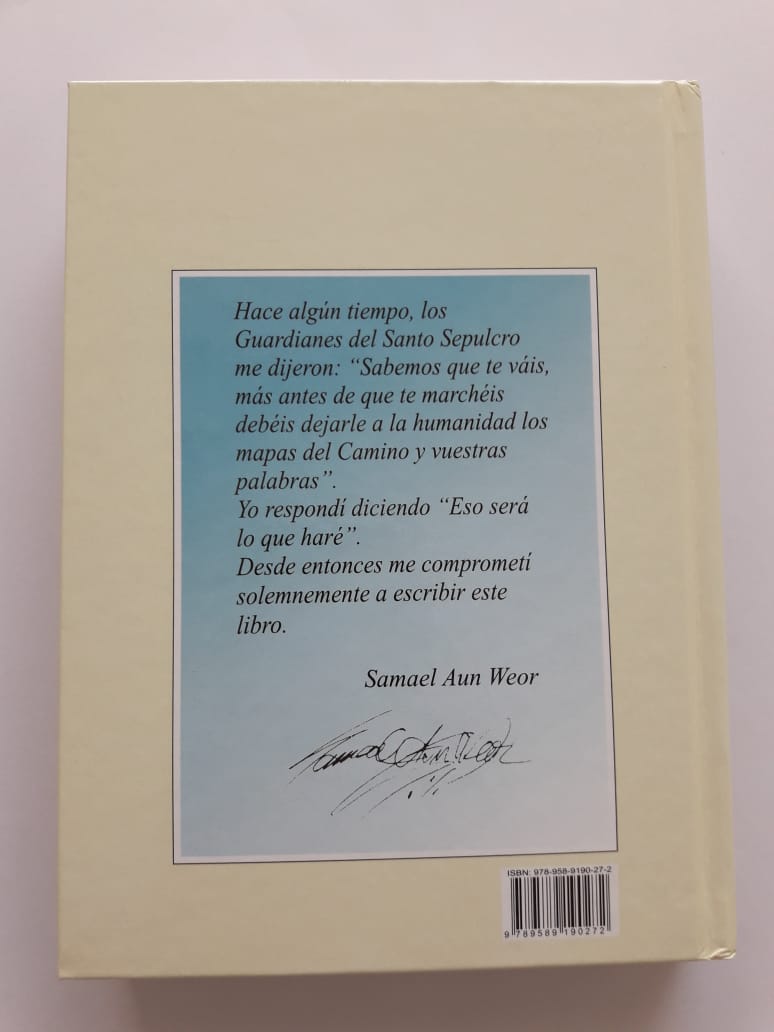 Hace algún tiempo, los
Guardianes del Santo Sepulcro
me dijeron: “Sabemos que te váis,
más antes de que te marchéis
debéis dejarle a la humanidad los
mapas del Camino y vuestras
palabras”.
Yo respondí diciendo “Eso será
lo que haré”.
Desde entonces me comprometí
solemnemente a escribir este
libro.
Samael Aun Weor
Samael Aun Weor
ISBN: 978-958-9190-27-2
9 789589 190272